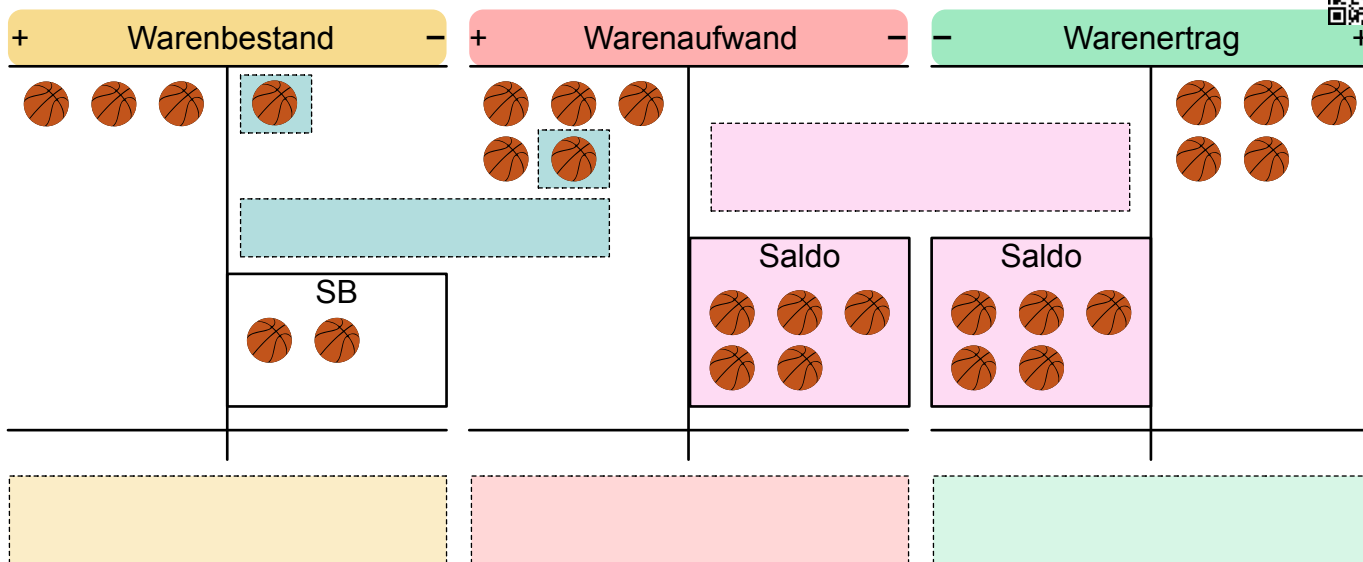 + Warenbestand −
+ Warenaufwand −
− Warenertrag +
SB
Saldo
Saldo